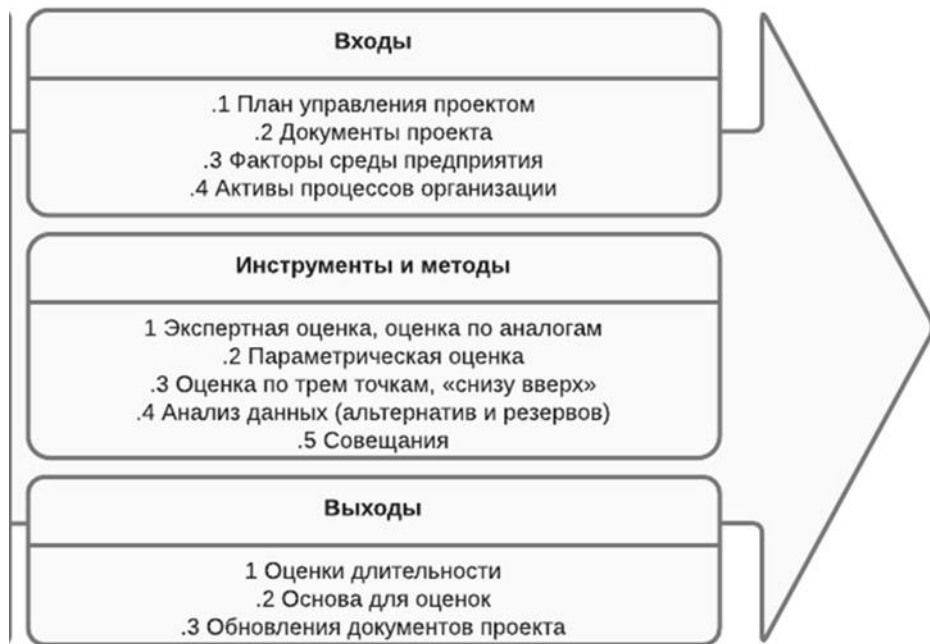 Входы
.1 План управления проектом
.2 Документы проекта
.3 Факторы среды предприятия
.4 Активы процессов организации
Инструменты и методы
1 Экспертная оценка, оценка по аналогам
.2 Параметрическая оценка
.3 Оценка по трем точкам, «снизу вверх»
.4 Анализ данных (альтернатив и резервов)
.5 Совещания
Выходы
1 Оценки длительности
.2 Основа для оценок
.3 Обновления документов проекта